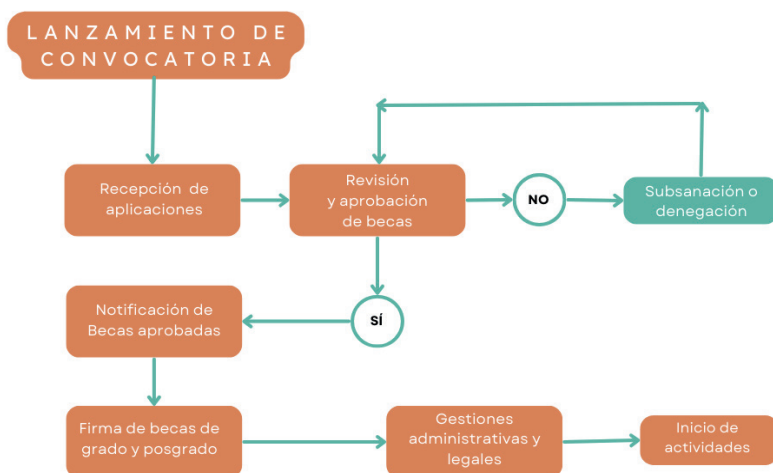 LANZAMIENTO DE
CONVOCATORIA
Recepción de
aplicaciones
Revisión
y aprobación
de becas
NO
Subsanación o
denegación
SÍ
Notificación de
Becas aprobadas
Firma de becas de
grado y posgrado
Gestiones
administrativas y
legales
Inicio de
actividades